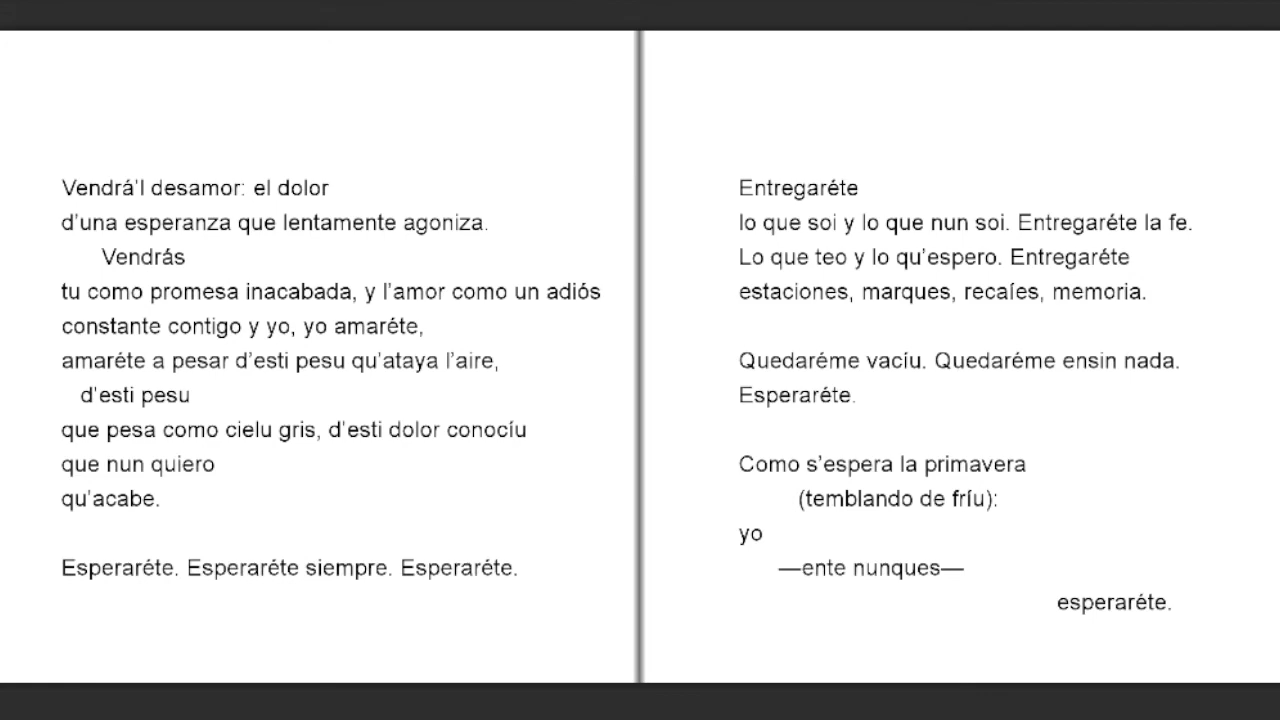 Vendrá'l desamor: el dolor
d'una esperanza que lentamente agoniza.
Vendrás
tu como promesa inacabada, y l'amor como un adiós
constante contigo y yo, yo amaréte,
amaréte a pesar d'esti pesu qu'ataya l'aire,
d'esti pesu
que pesa como cielu gris, d'esti dolor conocíu
que nun quiero
qu'acabe.

Esperaréte. Esperaréte siempre. Esperaréte.

Entregaréte
lo que soi y lo que nun soi. Entregaréte la fe.
Lo que teo y lo qu'espero. Entregaréte
estaciones, marques, recaíes, memoria.

Quedaréme vacíu. Quedaréme ensin nada.
Esperaréte.

Como s'espera la primavera
(temblando de fríu):
yo
—ente nunques—
esperaréte.